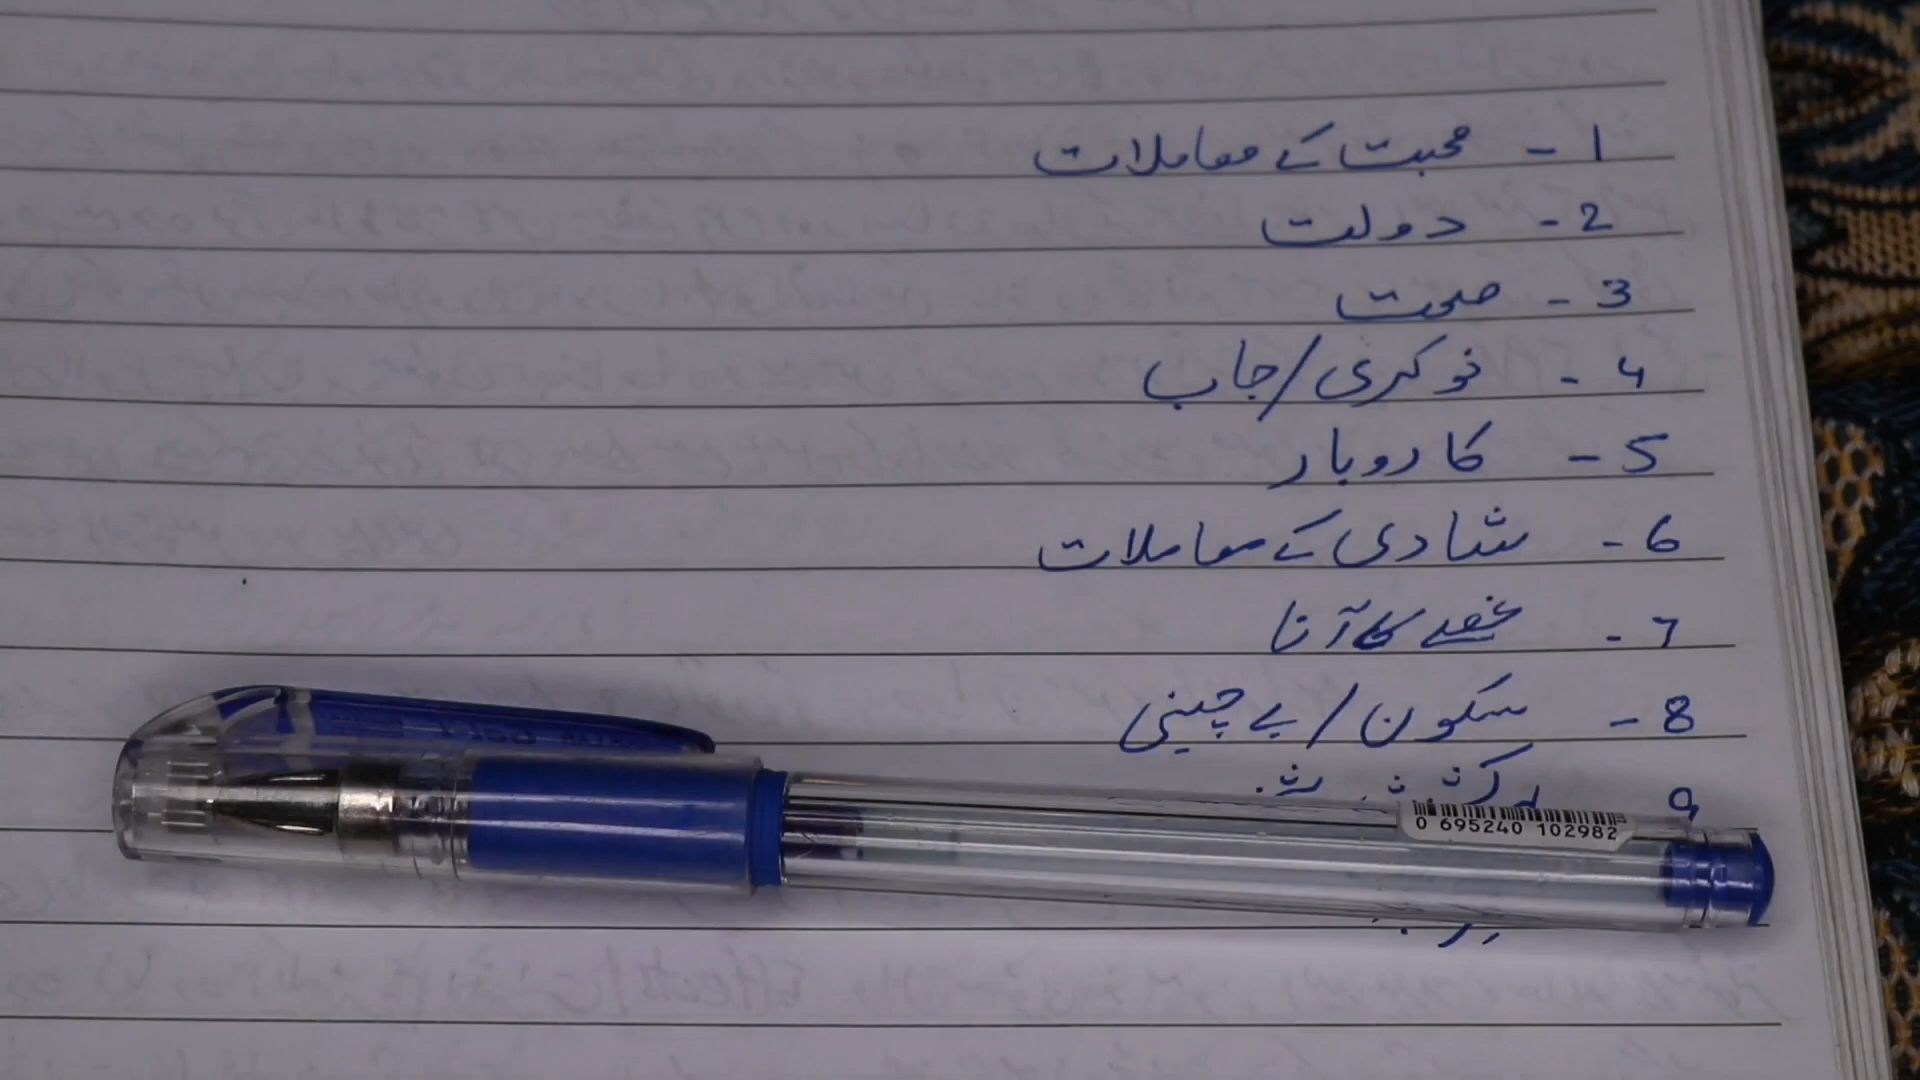 1 - محبت کے معاملات
2 - دولت
3 - صحت
4 - نوکری/جاب
5 - کاروبار
6 - شادی کے معاملات
7 - غصے کا آنا
8 - سکون/بے چینی
9
0 695240 102982